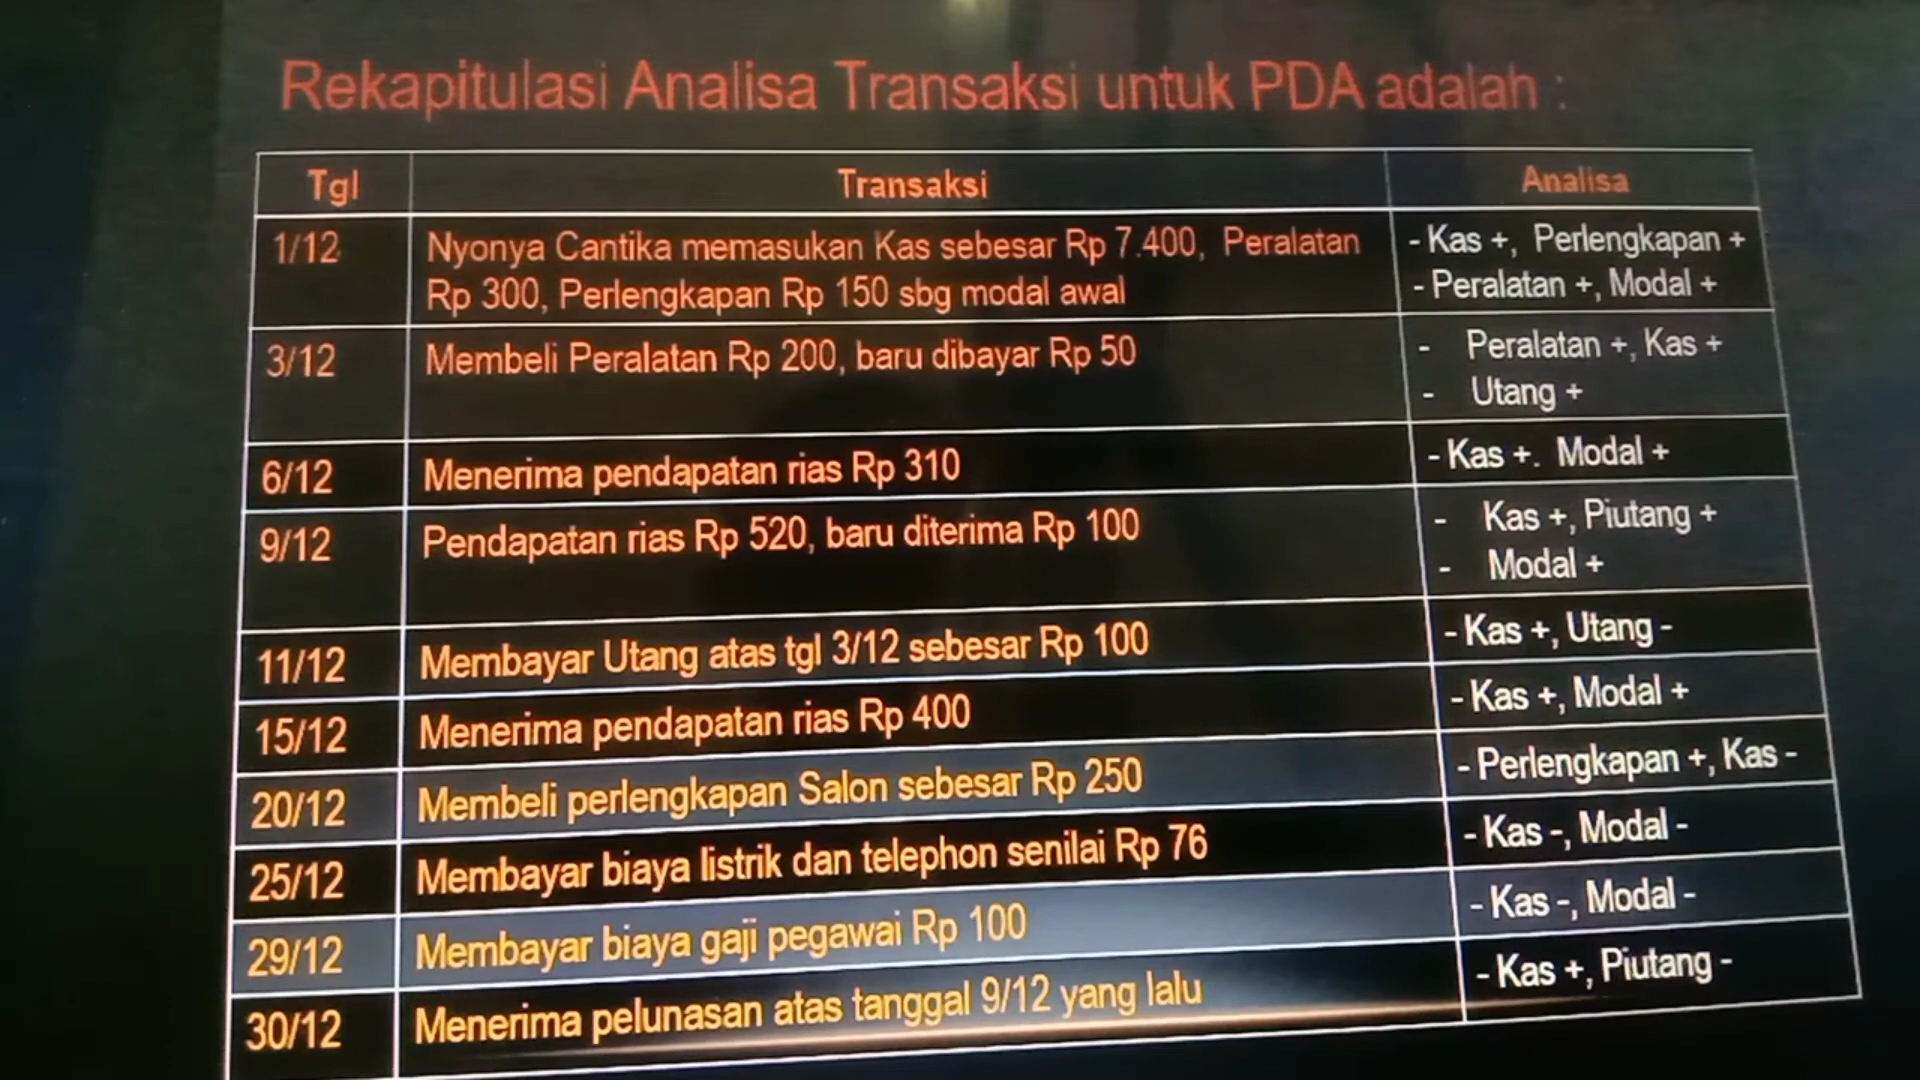 Rekapitulasi Analisa Transaksi untuk PDA adalah :
Tgl Transaksi Analisa
1/12 Nyonya Cantika memasukan Kas sebesar Rp 7.400, Peralatan - Kas +, Perlengkapan +
Rp 300, Perlengkapan Rp 150 sbg modal awal - Peralatan +, Modal +
3/12 Membeli Peralatan Rp 200, baru dibayar Rp 50 - Peralatan +, Kas +
- Utang +
6/12 Menerima pendapatan rias Rp 310 - Kas +. Modal +
9/12 Pendapatan rias Rp 520, baru diterima Rp 100 - Kas +, Piutang +
- Modal +
11/12 Membayar Utang atas tgl 3/12 sebesar Rp 100 - Kas +, Utang -
15/12 Menerima pendapatan rias Rp 400 - Kas +, Modal +
20/12 Membeli perlengkapan Salon sebesar Rp 250 - Perlengkapan +, Kas -
25/12 Membayar biaya listrik dan telephon senilai Rp 76 - Kas -, Modal -
29/12 Membayar biaya gaji pegawai Rp 100 - Kas -, Modal -
30/12 Menerima pelunasan atas tanggal 9/12 yang lalu - Kas +, Piutang -